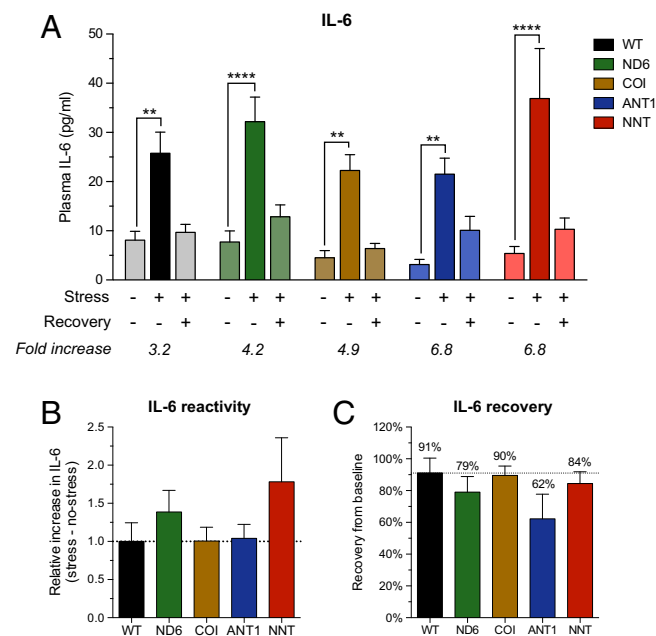 A
IL-6
Plasma IL-6 (pg/ml)
50
40
30
20
10
0
**
****
**
**
****
WT
ND6
COI
ANT1
NNT
Stress - + + - + + - + + - + + - + +
Recovery - - + - - + - - + - - + - - +
Fold increase 3.2 4.2 4.9 6.8 6.8
B
IL-6 reactivity
Relative increase in IL-6
(stress - no-stress)
2.5
2.0
1.5
1.0
0.5
0.0
WT ND6 COI ANT1 NNT
C
IL-6 recovery
Recovery from baseline
120%
100%
80%
60%
40%
20%
0%
91% 79% 90% 62% 84%
WT ND6 COI ANT1 NNT